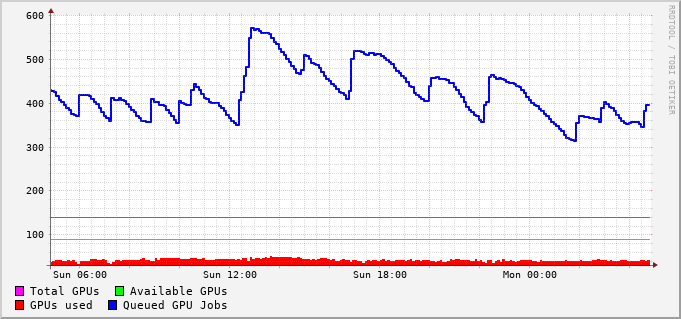 600
500
400
300
200
100
Sun 06:00 Sun 12:00 Sun 18:00 Mon 00:00
Total GPUs Available GPUs
GPUs used Queued GPU Jobs
RRDTOOL / TOBI OETIKER